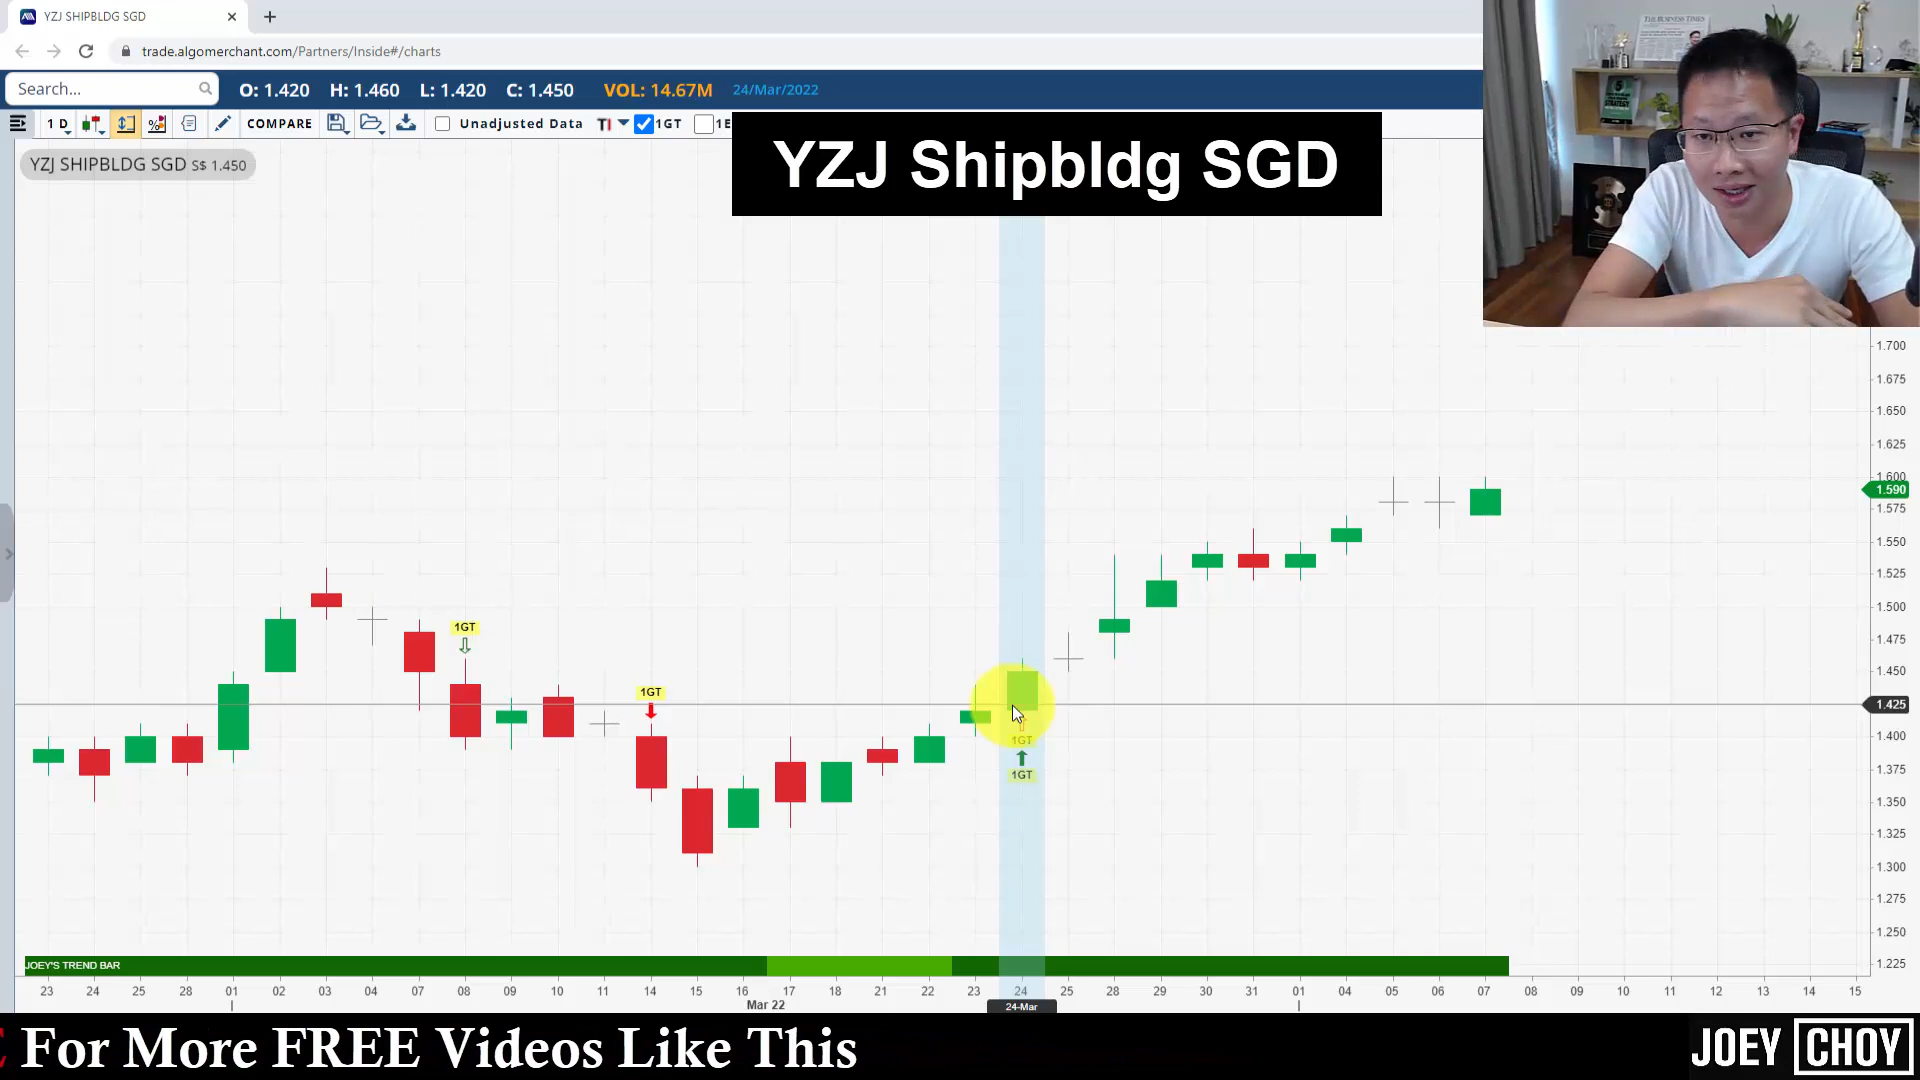 YZJ SHIPBLDG SGD
trade.algomerchant.com/Partners/Inside#/charts
Search... O: 1.420 H: 1.460 L: 1.420 C: 1.450 VOL: 14.67M 24/Mar/2022
1 D COMPARE Unadjusted Data TI 1GT 1E
YZJ SHIPBLDG SGD S$ 1.450
YZJ Shipbldg SGD
THE BUSINESS TIMES
5
STRATEGY
1.700
1.675
1.650
1.625
1.600
1.590
1.575
1.550
1.525
1.500
1.475
1.450
1.425
1.400
1.375
1.350
1.325
1.300
1.275
1.250
1.225
1GT
1GT
1GT
1GT
JOEY'S TREND BAR
23 24 25 28 01 02 03 04 07 08 09 10 11 14 15 16 17 18 21 22 23 24 25 28 29 30 31 01 04 05 06 07 08 09 10 11 12 13 14 15
Mar 22
24-Mar
For More FREE Videos Like This
JOEY CHOY